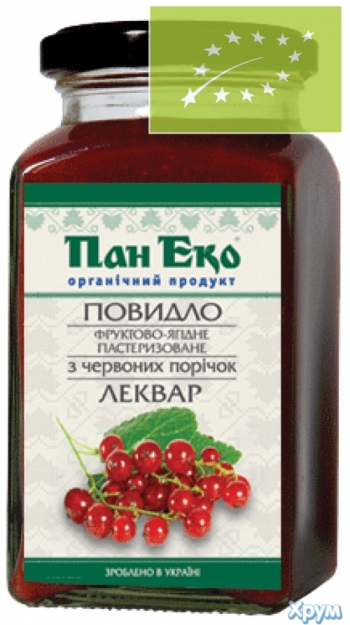 Пан Еко®
органічний продукт
ПОВИДЛО
ФРУКТОВО-ЯГІДНЕ
ПАСТЕРИЗОВАНЕ
з червоних порічок
ЛЕКВАР
ЗРОБЛЕНО В УКРАЇНІ
Хрум